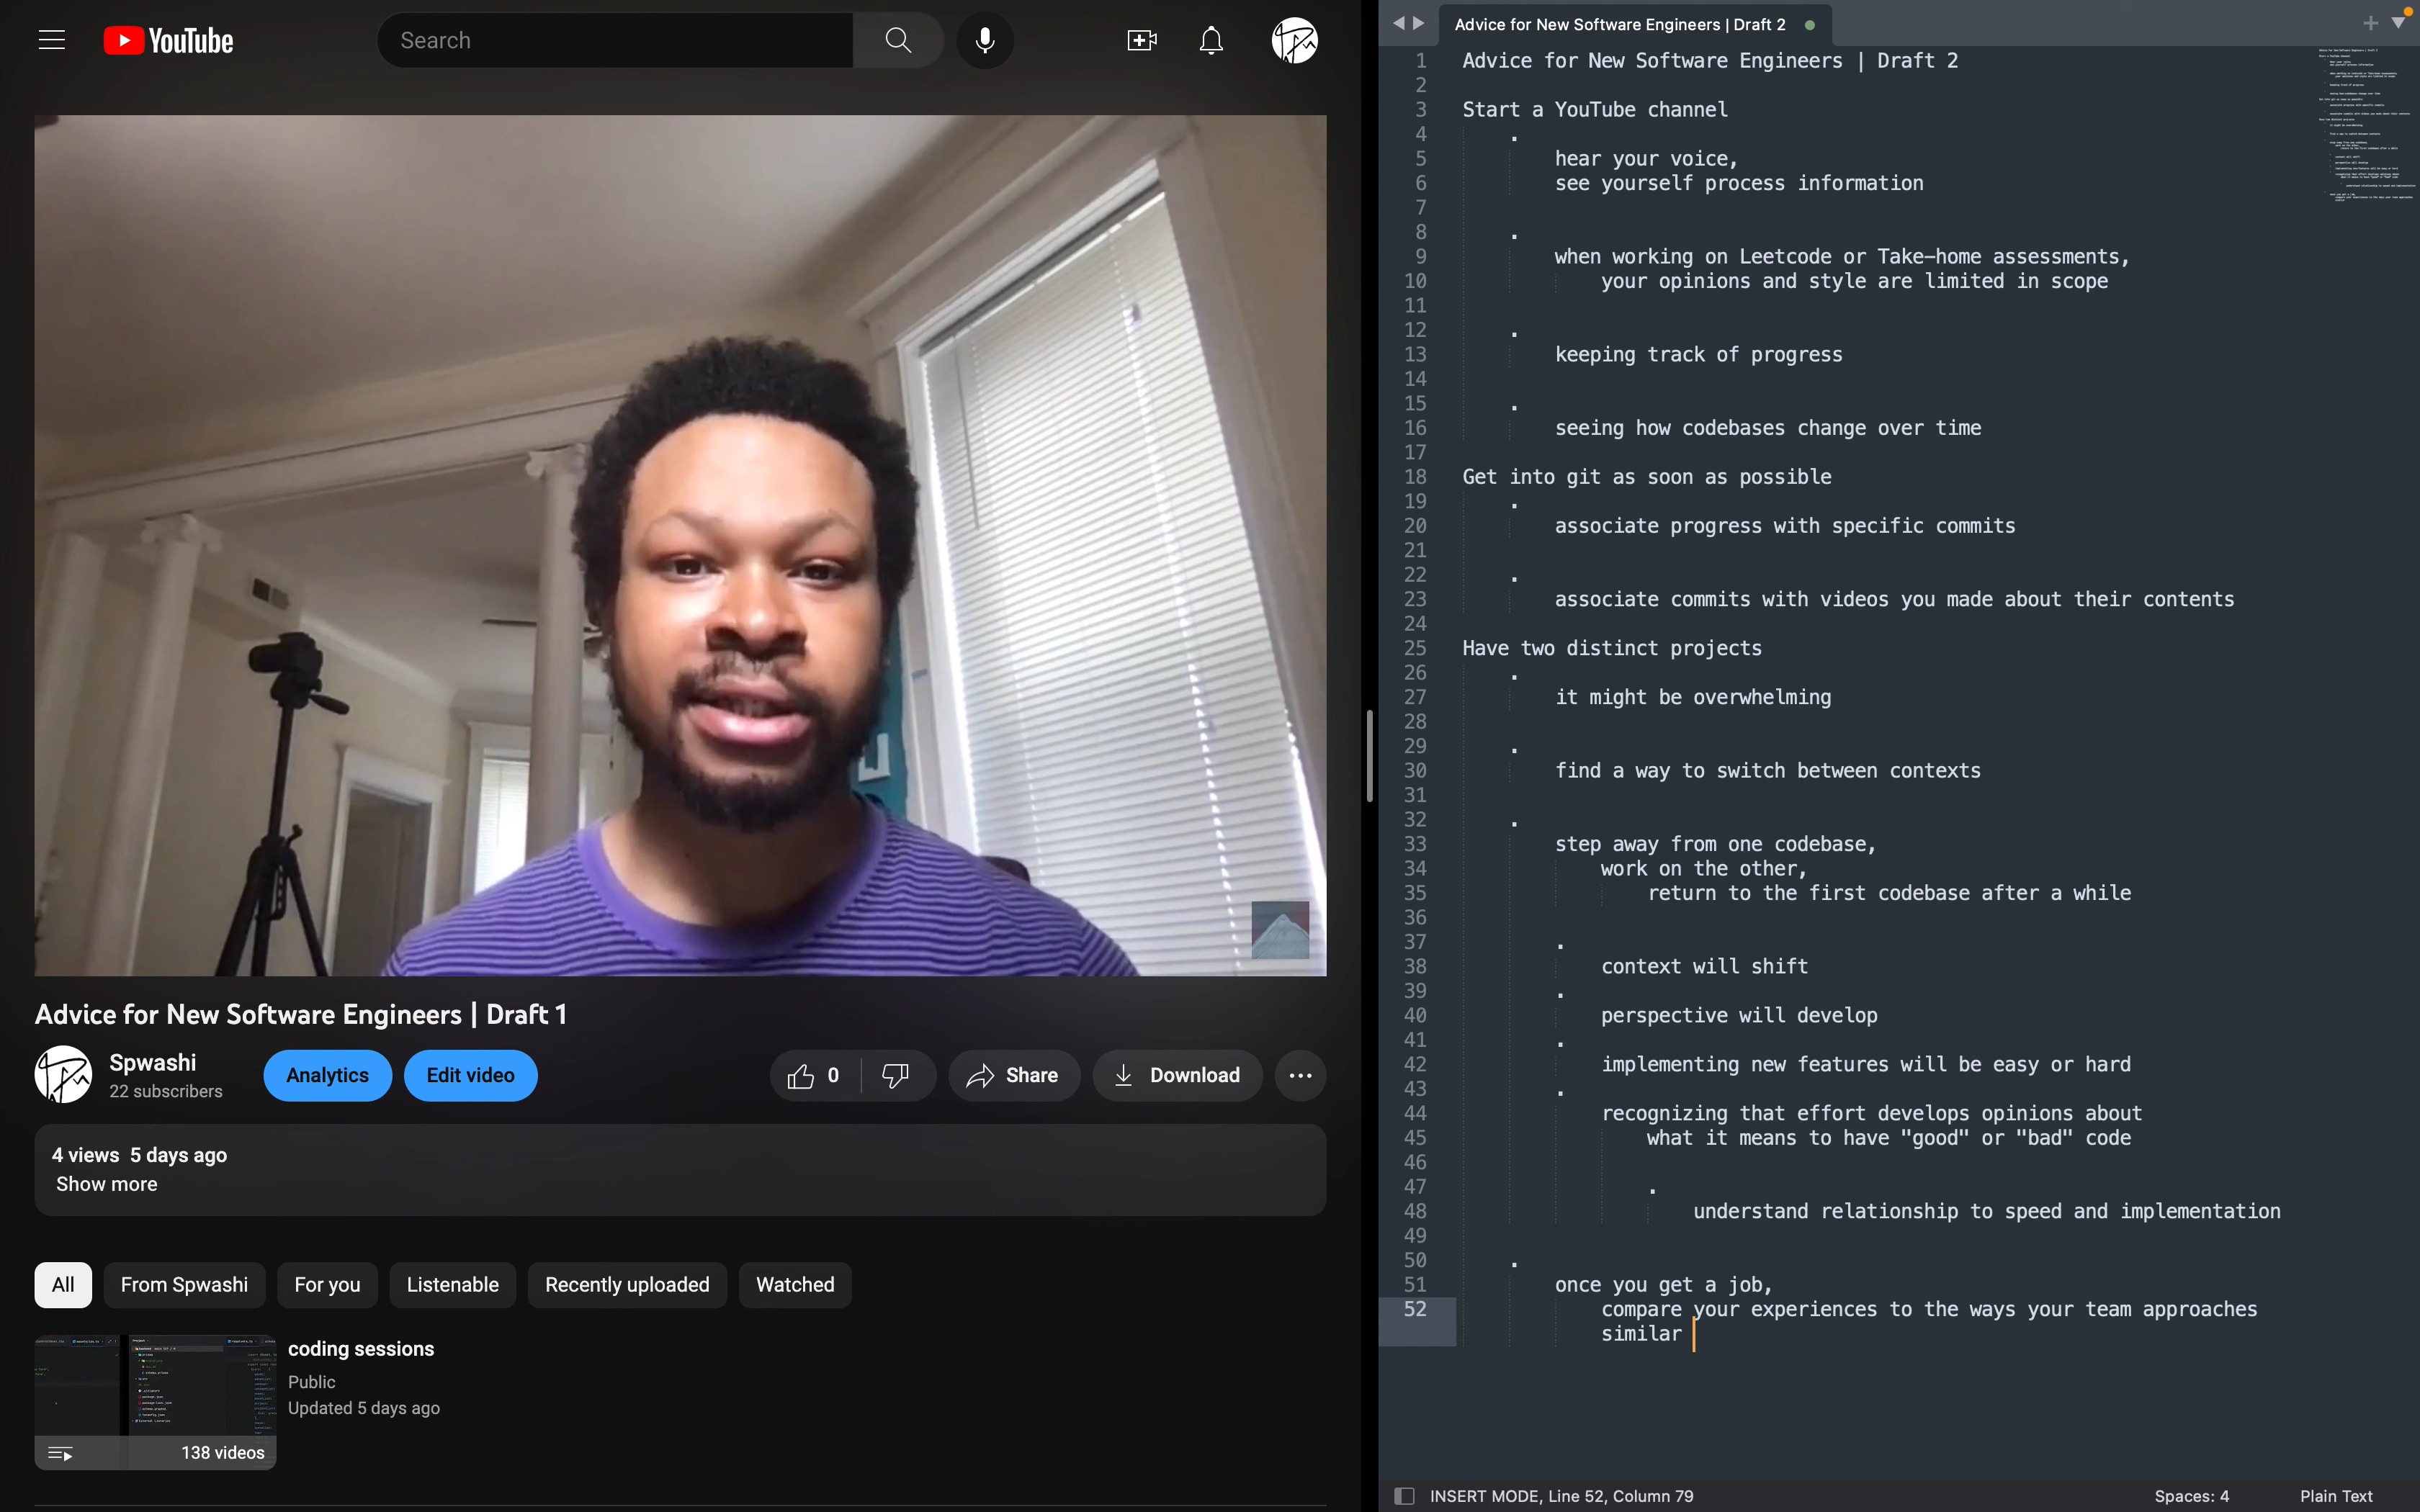 YouTube
Search
Advice for New Software Engineers | Draft 1
Spwashi
22 subscribers
Analytics
Edit video
0
Share
Download
4 views 5 days ago
Show more
All
From Spwashi
For you
Listenable
Recently uploaded
Watched
138 videos
coding sessions
Public
Updated 5 days ago
Advice for New Software Engineers | Draft 2
1 Advice for New Software Engineers | Draft 2
2
3 Start a YouTube channel
4 .
5 hear your voice,
6 see yourself process information
7
8 .
9 when working on Leetcode or Take-home assessments,
10 your opinions and style are limited in scope
11
12 .
13 keeping track of progress
14
15 .
16 seeing how codebases change over time
17
18 Get into git as soon as possible
19 .
20 associate progress with specific commits
21
22 .
23 associate commits with videos you made about their contents
24
25 Have two distinct projects
26 .
27 it might be overwhelming
28
29 .
30 find a way to switch between contexts
31
32 .
33 step away from one codebase,
34 work on the other,
35 return to the first codebase after a while
36
37 .
38 context will shift
39 .
40 perspective will develop
41 .
42 implementing new features will be easy or hard
43 .
44 recognizing that effort develops opinions about
45 what it means to have "good" or "bad" code
46
47 .
48 understand relationship to speed and implementation
49
50 .
51 once you get a job,
52 compare your experiences to the ways your team approaches
similar
INSERT MODE, Line 52, Column 79
Spaces: 4
Plain Text